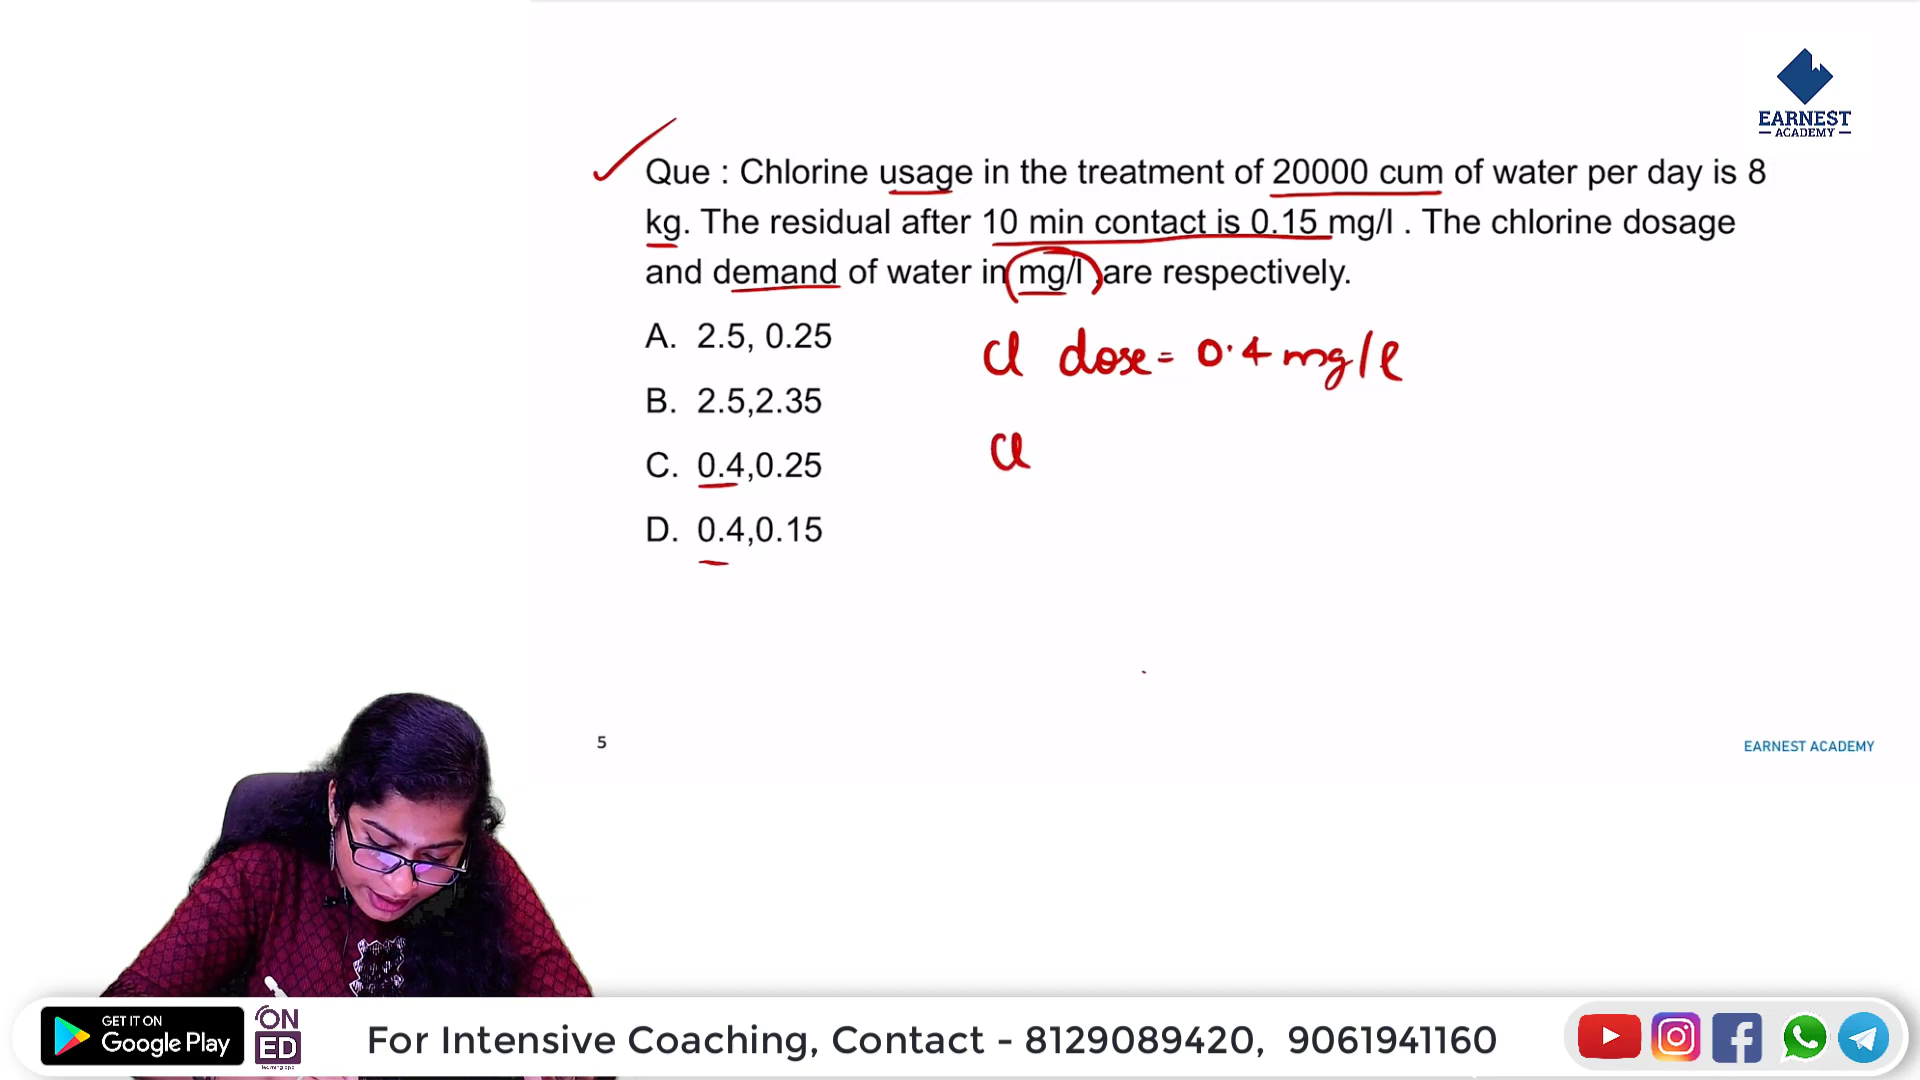 EARNEST
ACADEMY
Que : Chlorine usage in the treatment of 20000 cum of water per day is 8
kg. The residual after 10 min contact is 0.15 mg/l . The chlorine dosage
and demand of water in mg/l ,are respectively.
A. 2.5, 0.25
B. 2.5,2.35
C. 0.4,0.25
D. 0.4,0.15
Cl dose = 0.4 mg/l
Cl
5
EARNEST ACADEMY
GET IT ON
Google Play
ON
ED
learning app
For Intensive Coaching, Contact - 8129089420, 9061941160